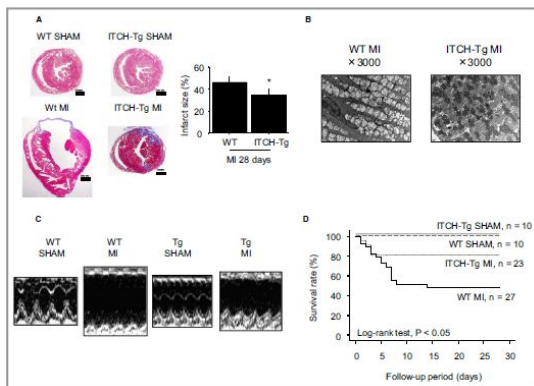 A
WT SHAM
ITCH-Tg SHAM
Wt MI
ITCH-Tg MI
Infarct size (%)
60
40
20
0
*
WT
ITCH-Tg
MI 28 days
B
WT MI
×3000
ITCH-Tg MI
×3000
C
WT
SHAM
WT
MI
Tg
SHAM
Tg
MI
D
Survival rate (%)
100
80
60
40
20
0
ITCH-Tg SHAM, n = 10
WT SHAM, n = 10
ITCH-Tg MI, n = 23
WT MI, n = 27
Log-rank test, P < 0.05
0 5 10 15 20 25 30
Follow-up period (days)